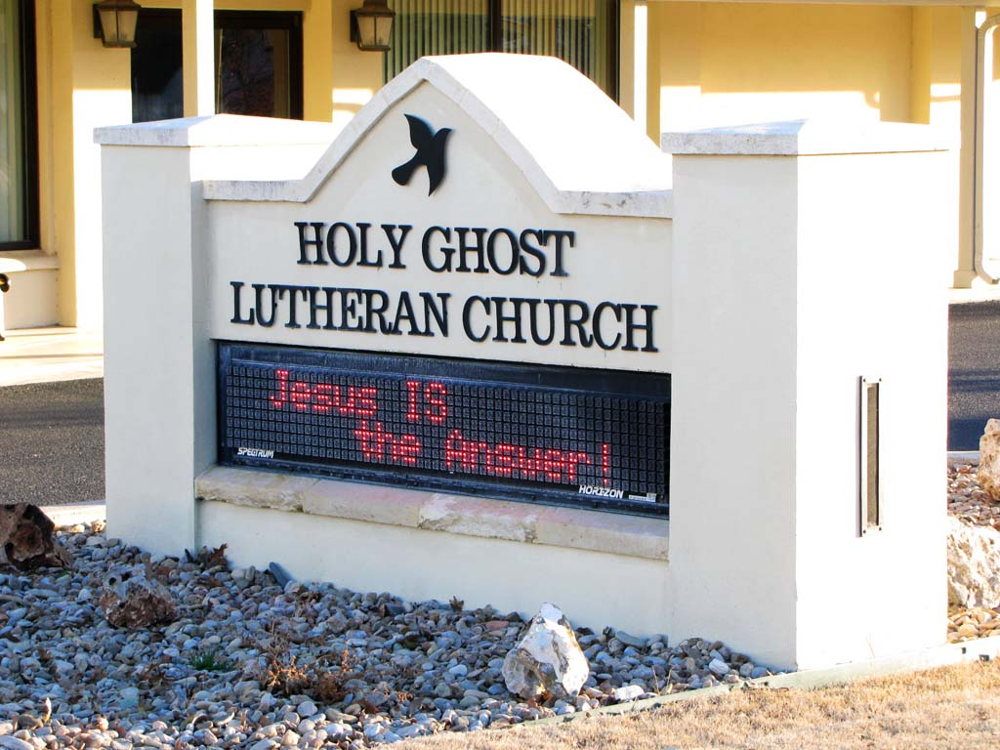 HOLY GHOST
LUTHERAN CHURCH
Jesus IS
the Answer!
SPECTRUM
HORIZON